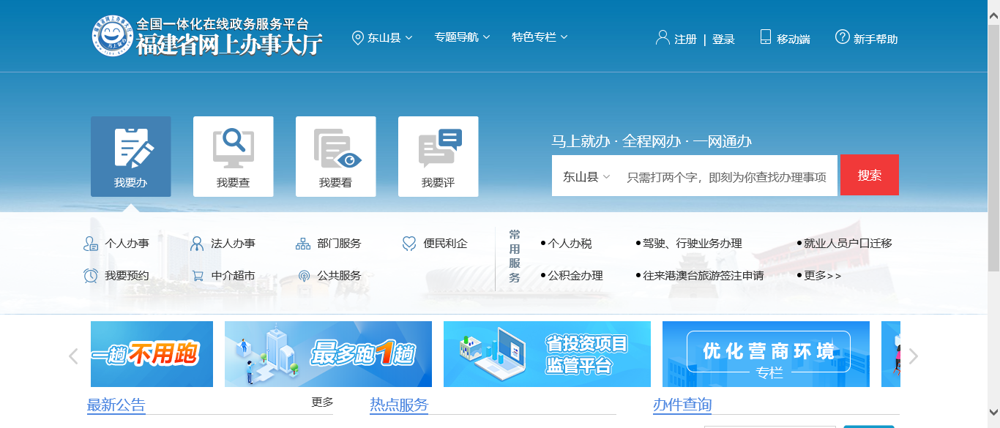 全国一体化在线政务服务平台
福建省网上办事大厅
东山县 专题导航 特色专栏
注册 | 登录 移动端 新手帮助
我要办 我要查 我要看 我要评
马上就办 · 全程网办 · 一网通办
东山县 只需打两个字，即刻为你查找办理事项 搜索
个人办事 法人办事 部门服务 便民利企
我要预约 中介超市 公共服务
常用服务
●个人办税 ●驾驶、行驶业务办理 ●就业人员户口迁移
●公积金办理 ●往来港澳台旅游签注申请 ●更多>>
一趟不用跑
最多跑1趟
省投资项目
监管平台
优化营商环境
专栏
最新公告 更多 热点服务 办件查询